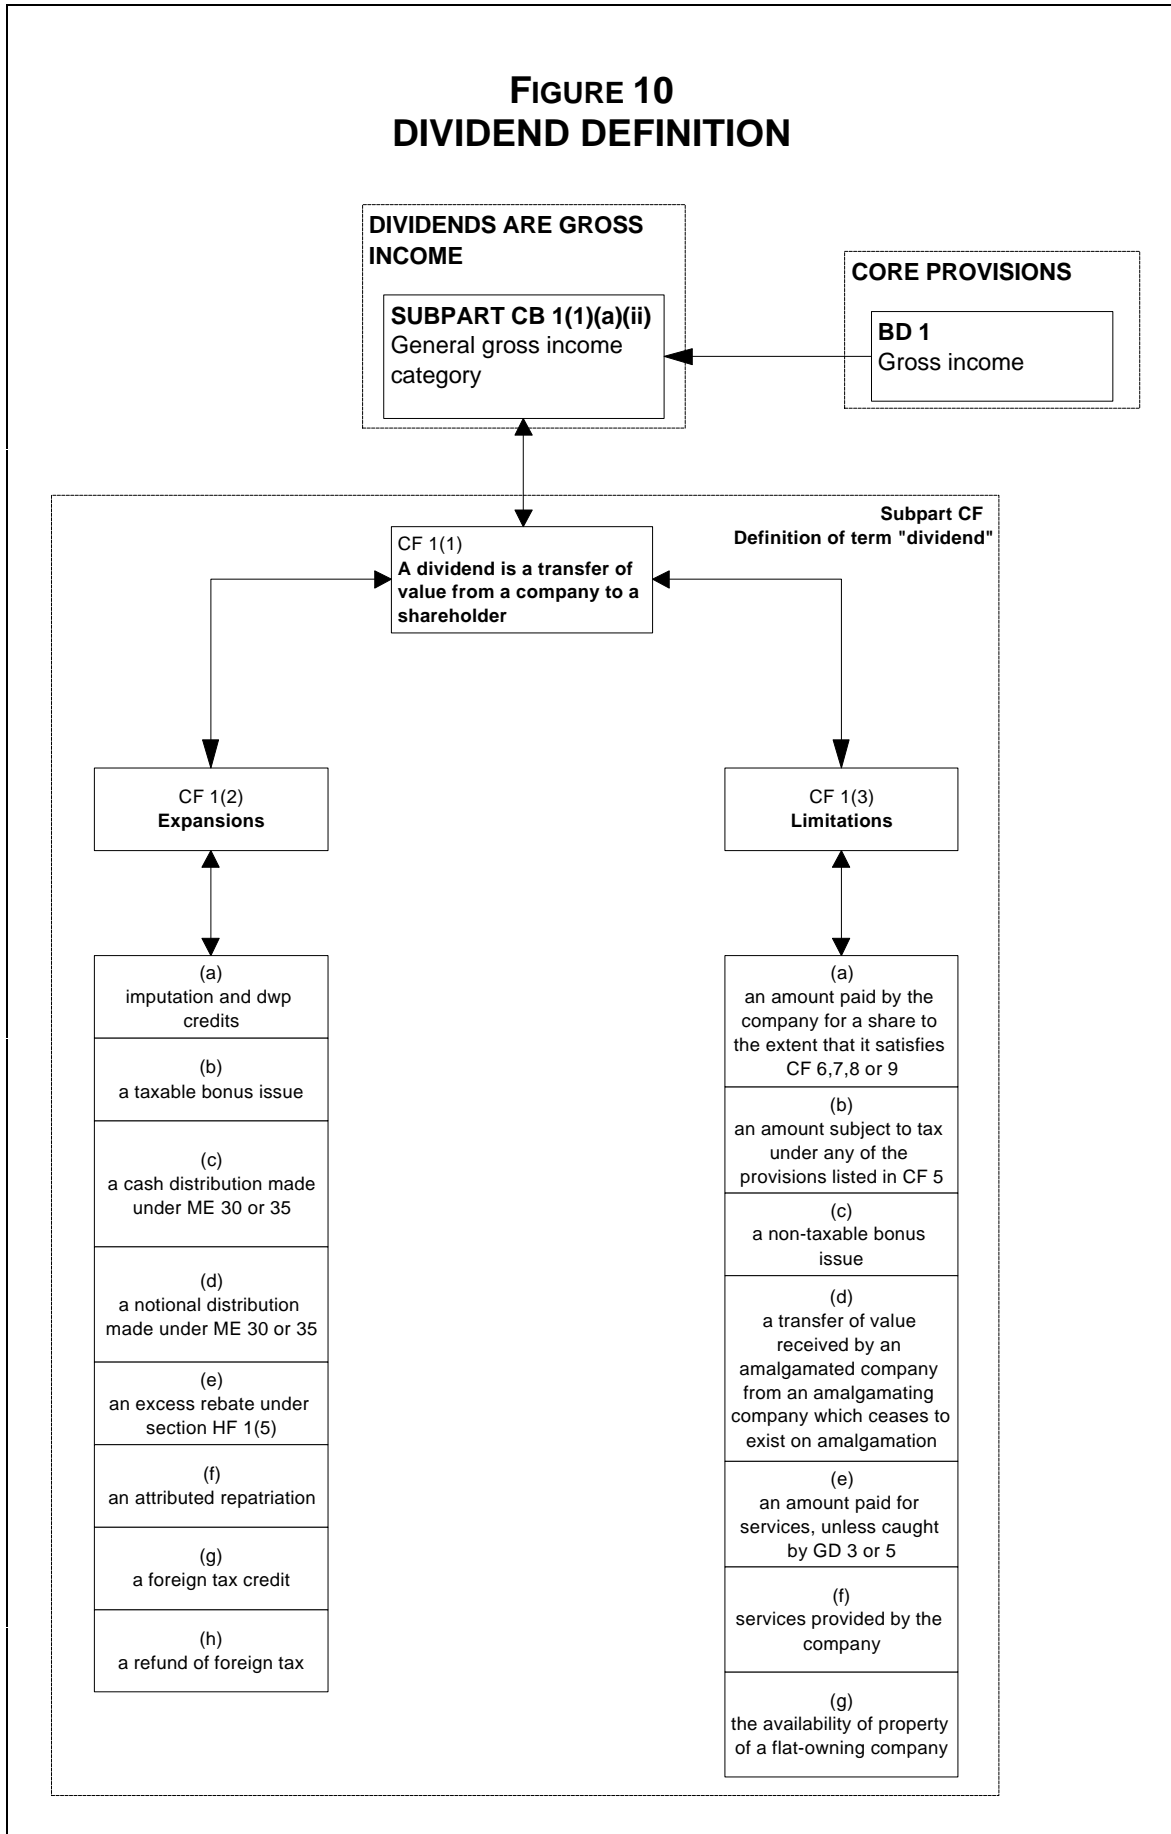 FIGURE 10
DIVIDEND DEFINITION
DIVIDENDS ARE GROSS
INCOME
SUBPART CB 1(1)(a)(ii)
General gross income
category
CORE PROVISIONS
BD 1
Gross income
Subpart CF
Definition of term "dividend"
CF 1(1)
A dividend is a transfer of
value from a company to a
shareholder
CF 1(2)
Expansions
(a)
imputation and dwp
credits
(b)
a taxable bonus issue
(c)
a cash distribution made
under ME 30 or 35
(d)
a notional distribution
made under ME 30 or 35
(e)
an excess rebate under
section HF 1(5)
(f)
an attributed repatriation
(g)
a foreign tax credit
(h)
a refund of foreign tax
CF 1(3)
Limitations
(a)
an amount paid by the
company for a share to
the extent that it satisfies
CF 6,7,8 or 9
(b)
an amount subject to tax
under any of the
provisions listed in CF 5
(c)
a non-taxable bonus
issue
(d)
a transfer of value
received by an
amalgamated company
from an amalgamating
company which ceases to
exist on amalgamation
(e)
an amount paid for
services, unless caught
by GD 3 or 5
(f)
services provided by the
company
(g)
the availability of property
of a flat-owning company